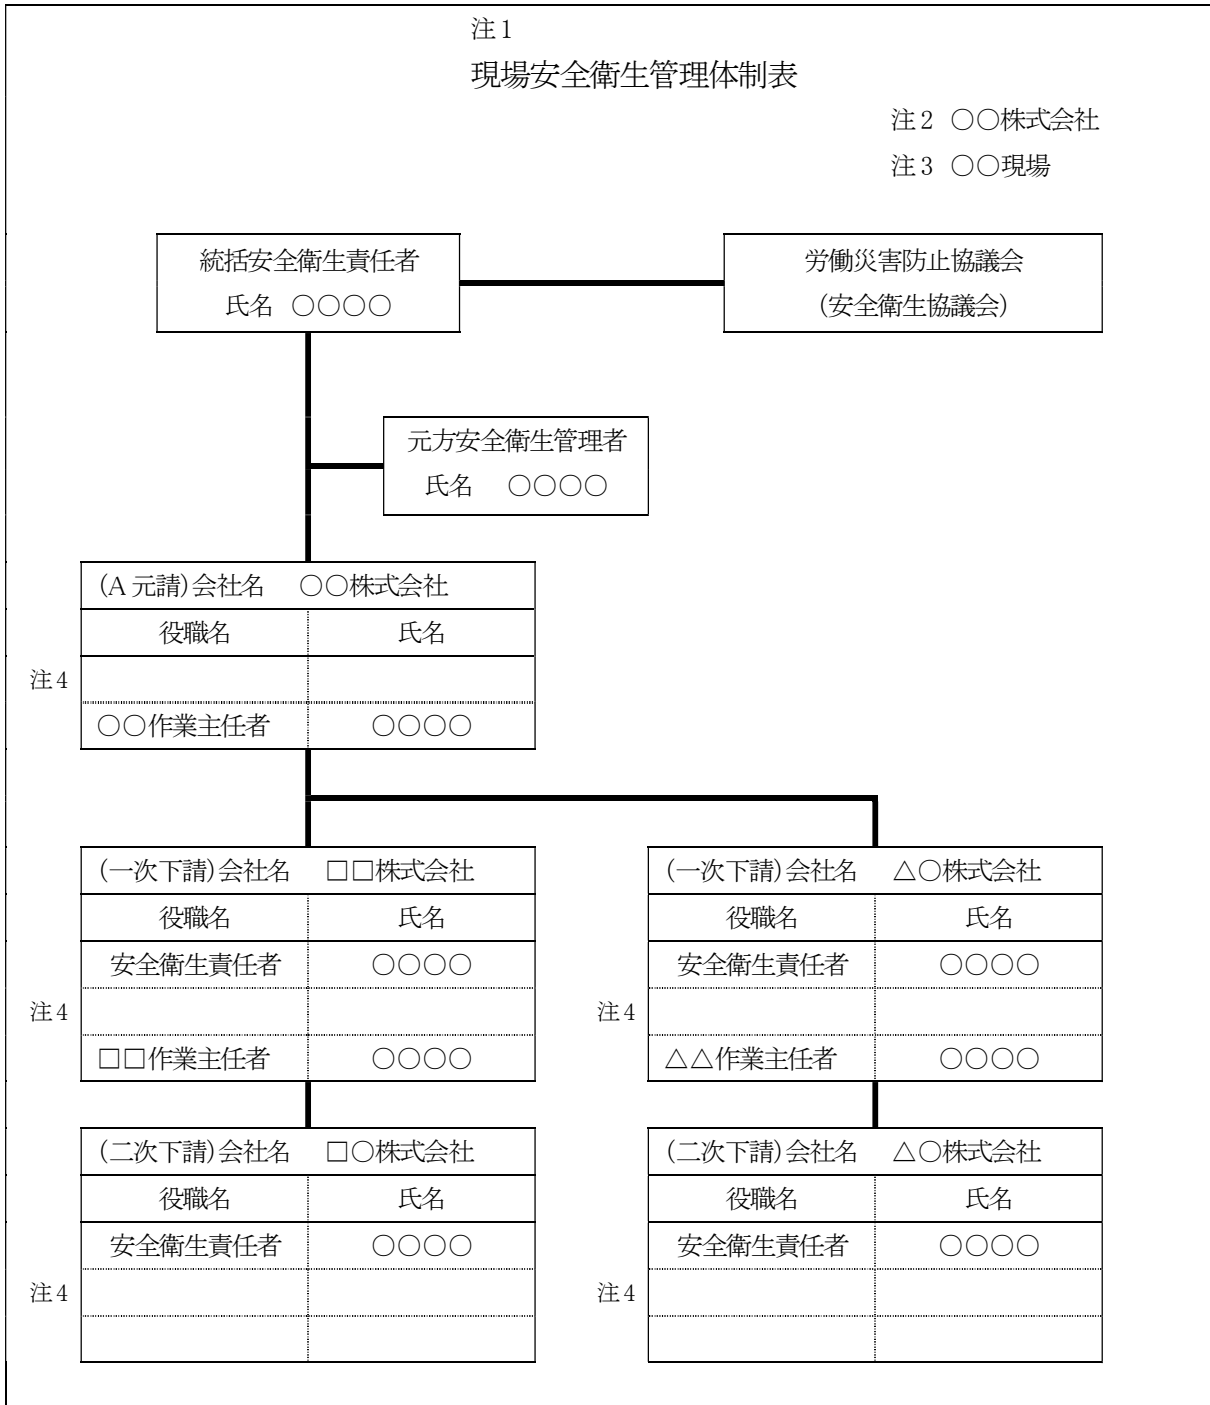 注1
現場安全衛生管理体制表
注2 ○○株式会社
注3 ○○現場
統括安全衛生責任者
氏名 ○○○○
労働災害防止協議会
(安全衛生協議会)
元方安全衛生管理者
氏名 ○○○○
(A元請)会社名 ○○株式会社
役職名 氏名
注4
○○作業主任者 ○○○○
(一次下請)会社名 □□株式会社
役職名 氏名
安全衛生責任者 ○○○○
注4
□□作業主任者 ○○○○
(一次下請)会社名 △○株式会社
役職名 氏名
安全衛生責任者 ○○○○
注4
△△作業主任者 ○○○○
(二次下請)会社名 □○株式会社
役職名 氏名
安全衛生責任者 ○○○○
注4
(二次下請)会社名 △○株式会社
役職名 氏名
安全衛生責任者 ○○○○
注4